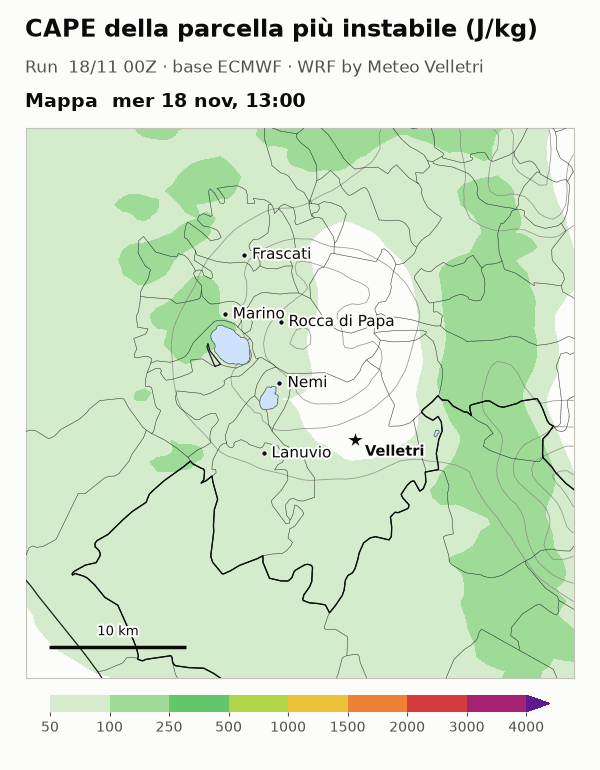 CAPE della parcella più instabile (J/kg)
Run  18/11 00Z · base ECMWF · WRF by Meteo Velletri
Mappa  mer 18 nov, 13:00
Frascati
Marino
Rocca di Papa
Nemi
Velletri
Lanuvio
10 km
50 100 250 500 1000 1500 2000 3000 4000